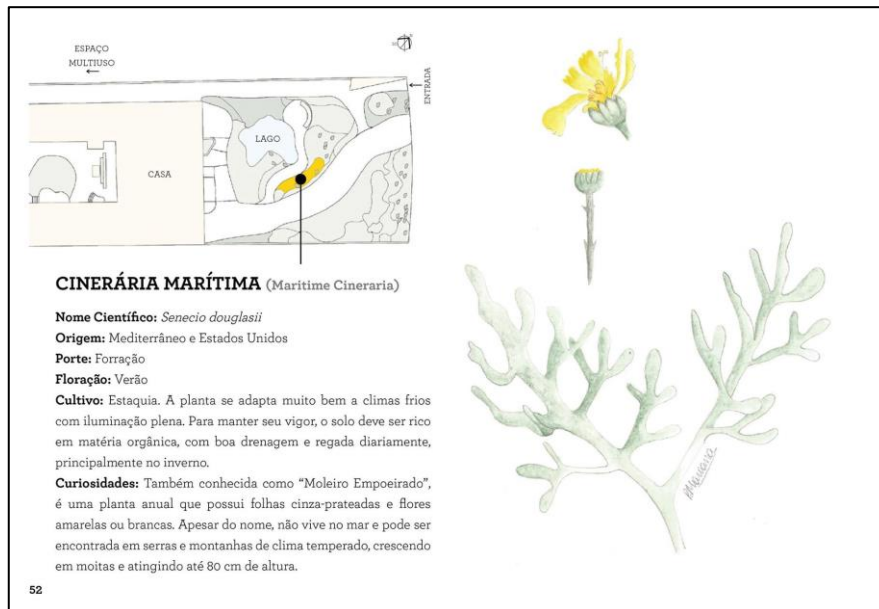 ESPAÇO
MULTIUSO
ENTRADA
LAGO
CASA
CINERÁRIA MARÍTIMA (Maritime Cineraria)
Nome Científico: Senecio douglasii
Origem: Mediterrâneo e Estados Unidos
Porte: Forração
Floração: Verão
Cultivo: Estaquia. A planta se adapta muito bem a climas frios
com iluminação plena. Para manter seu vigor, o solo deve ser rico
em matéria orgânica, com boa drenagem e regada diariamente,
principalmente no inverno.
Curiosidades: Também conhecida como “Moleiro Empoeirado”,
é uma planta anual que possui folhas cinza-prateadas e flores
amarelas ou brancas. Apesar do nome, não vive no mar e pode ser
encontrada em serras e montanhas de clima temperado, crescendo
em moitas e atingindo até 80 cm de altura.
52